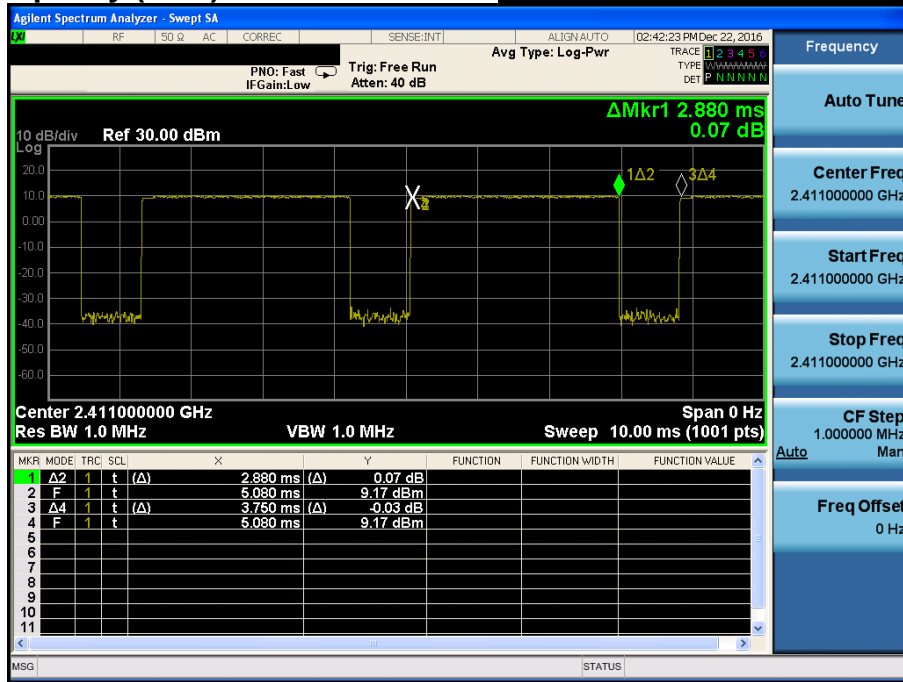 Agilent Spectrum Analyzer - Swept SA
LXI RF 50 Ω AC CORREC SENSE:INT ALIGN AUTO 02:42:23 PM Dec 22, 2016
Avg Type: Log-Pwr
TRACE 1 2 3 4 5 6
TYPE
DET P N N N N N
PNO: Fast
IFGain:Low
Trig: Free Run
Atten: 40 dB
ΔMkr1 2.880 ms
0.07 dB
10 dB/div Ref 30.00 dBm
Log
20.0
10.0
0.00
-10.0
-20.0
-30.0
-40.0
-50.0
-60.0
1Δ2
3Δ4
X
Center 2.411000000 GHz Span 0 Hz
Res BW 1.0 MHz VBW 1.0 MHz Sweep 10.00 ms (1001 pts)
MKR MODE TRC SCL X Y FUNCTION FUNCTION WIDTH FUNCTION VALUE
1 Δ2 1 t (Δ) 2.880 ms (Δ) 0.07 dB
2 F 1 t 5.080 ms 9.17 dBm
3 Δ4 1 t (Δ) 3.750 ms (Δ) -0.03 dB
4 F 1 t 5.080 ms 9.17 dBm
5
6
7
8
9
10
11
MSG STATUS
Frequency
Auto Tune
Center Freq
2.411000000 GHz
Start Freq
2.411000000 GHz
Stop Freq
2.411000000 GHz
CF Step
1.000000 MHz
Auto Man
Freq Offset
0 Hz